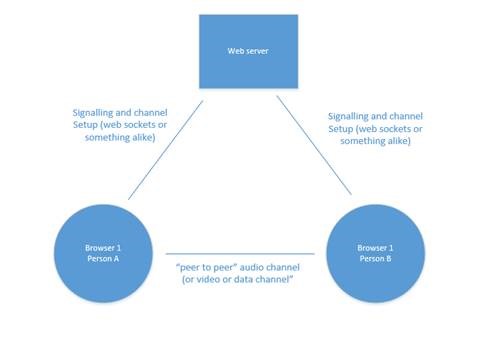 Web server
Signalling and channel
Setup (web sockets or
something alike)
Signalling and channel
Setup (web sockets or
something alike)
Browser 1
Person A
Browser 1
Person B
“peer to peer” audio channel
(or video or data channel”